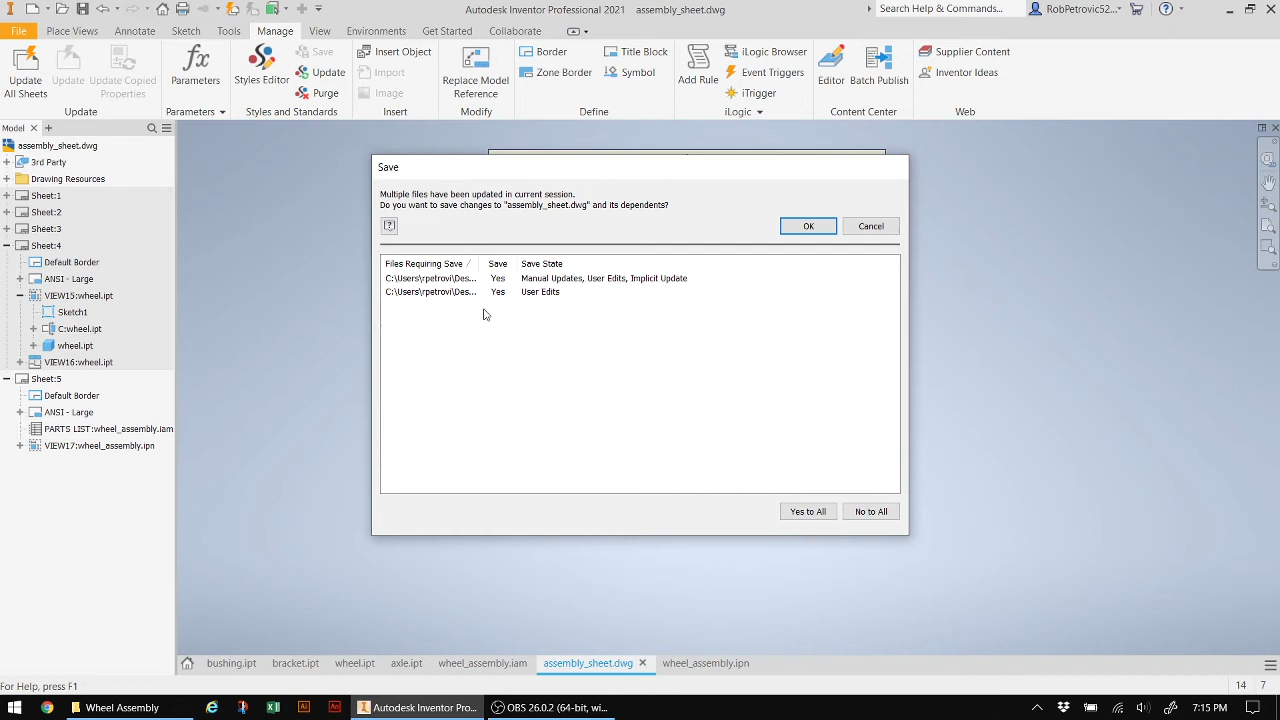 Autodesk Inventor Professional 2021 assembly_sheet.dwg
Search Help & Commands...
RobPetrovic52...
File Place Views Annotate Sketch Tools Manage View Environments Get Started Collaborate
Update All Sheets
Update
Update Copied Properties
Update
Parameters
Parameters
Styles Editor
Save
Update
Purge
Styles and Standards
Insert Object
Import
Image
Insert
Replace Model Reference
Modify
Border
Zone Border
Title Block
Symbol
Define
Add Rule
iLogic Browser
Event Triggers
iTrigger
iLogic
Editor
Batch Publish
Content Center
Supplier Content
Inventor Ideas
Web
Model
assembly_sheet.dwg
3rd Party
Drawing Resources
Sheet:1
Sheet:2
Sheet:3
Sheet:4
Default Border
ANSI - Large
VIEW15:wheel.ipt
Sketch1
C:wheel.ipt
wheel.ipt
VIEW16:wheel.ipt
Sheet:5
Default Border
ANSI - Large
PARTS LIST:wheel_assembly.iam
VIEW17:wheel_assembly.ipn
Save
Multiple files have been updated in current session.
Do you want to save changes to "assembly_sheet.dwg" and its dependents?
OK Cancel
Files Requiring Save Save Save State
C:\Users\rpetrovi\Des... Yes Manual Updates, User Edits, Implicit Update
C:\Users\rpetrovi\Des... Yes User Edits
Yes to All No to All
bushing.ipt bracket.ipt wheel.ipt axle.ipt wheel_assembly.iam assembly_sheet.dwg wheel_assembly.ipn
For Help, press F1
14 7
Wheel Assembly
Autodesk Inventor Pro...
OBS 26.0.2 (64-bit, wi...
7:15 PM